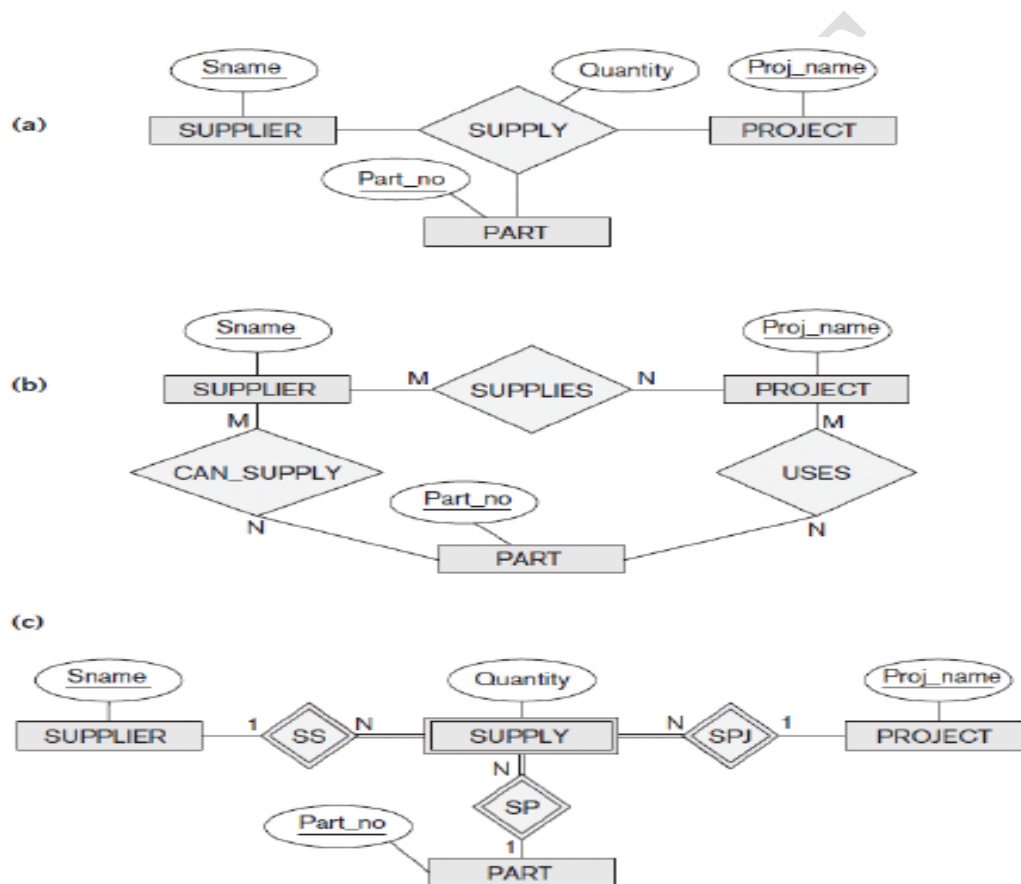 Sname
Quantity
Proj_name
(a)
SUPPLIER
SUPPLY
PROJECT
Part_no
PART
Sname
Proj_name
(b)
SUPPLIER
M
SUPPLIES
N
PROJECT
M
M
CAN_SUPPLY
USES
Part_no
N
N
PART
(c)
Sname
Quantity
Proj_name
SUPPLIER
1
SS
N
SUPPLY
N
SPJ
1
PROJECT
N
SP
Part_no
1
PART